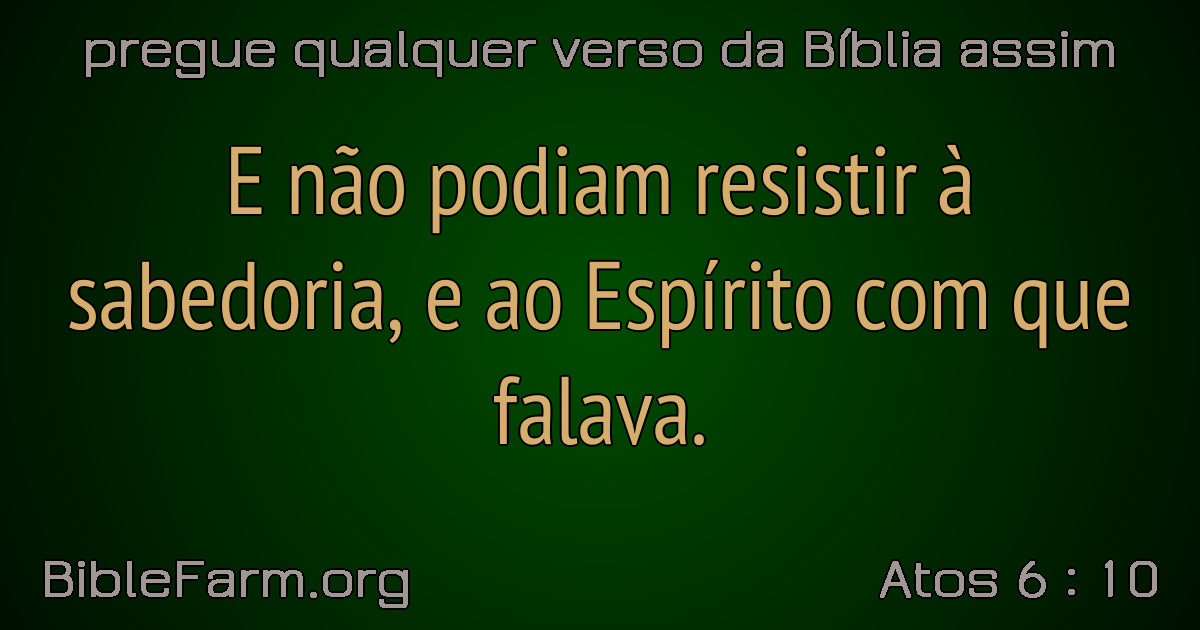 pregue qualquer verso da Bíblia assim
E não podiam resistir à
sabedoria, e ao Espírito com que
falava.
BibleFarm.org
Atos 6 : 10